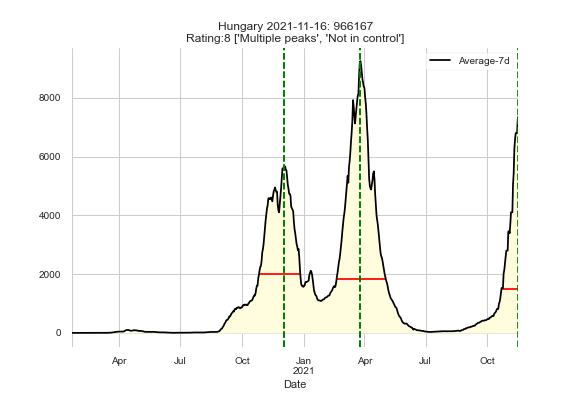 Hungary 2021-11-16: 966167
Rating:8 ['Multiple peaks', 'Not in control']
Average-7d
8000
6000
4000
2000
0
Apr
Jul
Oct
Jan
2021
Apr
Jul
Oct
Date